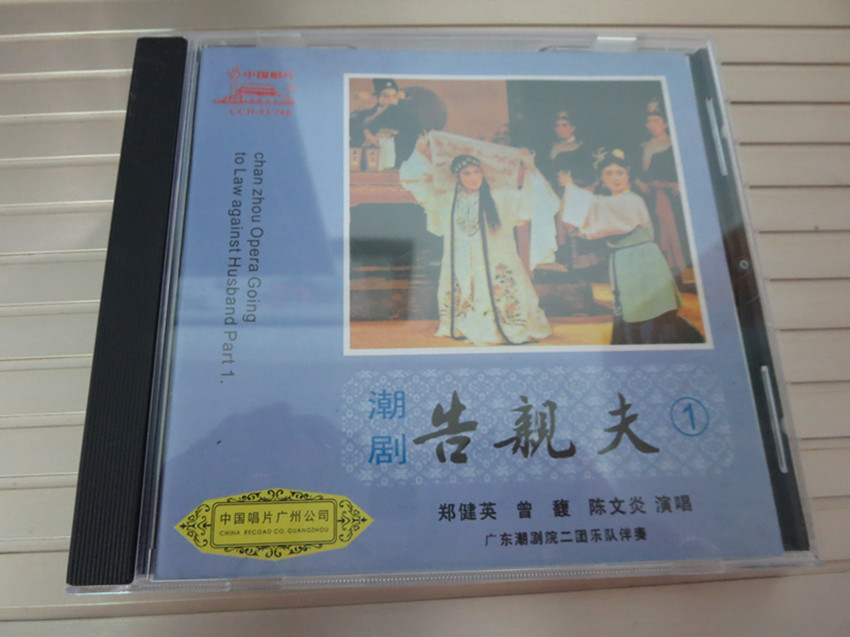 中国唱片
chan zhou Opera Going
to Law against Husband Part 1.
潮剧 告親夫 ①
郑健英 曾馥 陈文炎 演唱
广东潮剧院二团乐队伴奏
中国唱片广州公司
CHINA RECOAD CO. GUANGZHOU